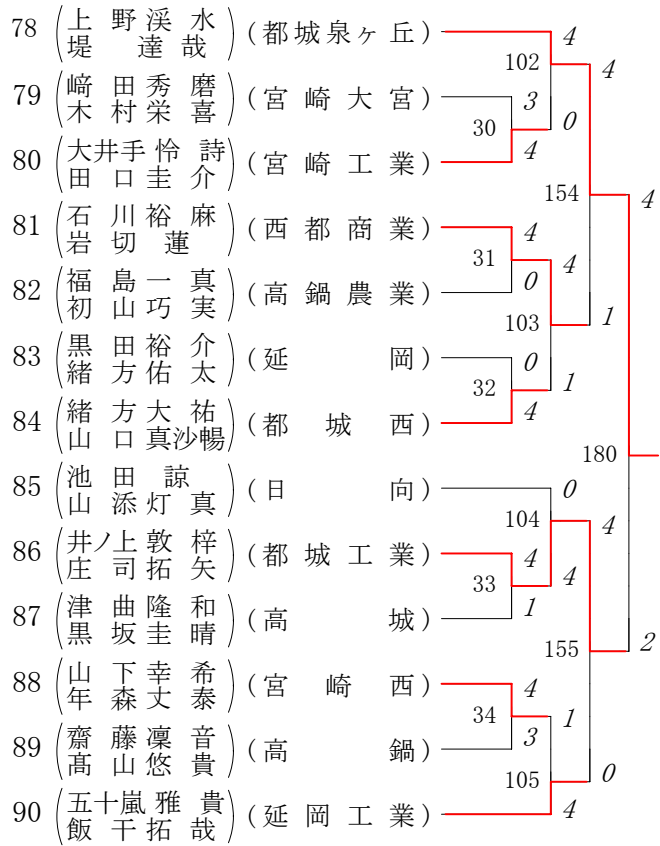 78 上野渓水 堤達哉 (都城泉ヶ丘)
79 﨑田秀磨 木村栄喜 (宮崎大宮)
80 大井手怜詩 田口圭介 (宮崎工業)
81 石川裕麻 岩切蓮 (西都商業)
82 福島一真 初山巧実 (高鍋農業)
83 黒田裕介 緒方佑太 (延岡)
84 緒方大祐 山口真沙暢 (都城西)
85 池田諒 山添灯真 (日向)
86 井ノ上敦梓 庄司拓矢 (都城工業)
87 津曲隆和 黒坂圭晴 (高城)
88 山下幸希 年森丈泰 (宮崎西)
89 齋藤凜音 髙山悠貴 (高鍋)
90 五十嵐雅貴 飯干拓哉 (延岡工業)
4
102
4
3
30
0
4
154
4
4
31
4
0
103
1
0
32
1
4
180
0
104
4
4
33
4
1
155
2
4
34
1
3
105
0
4